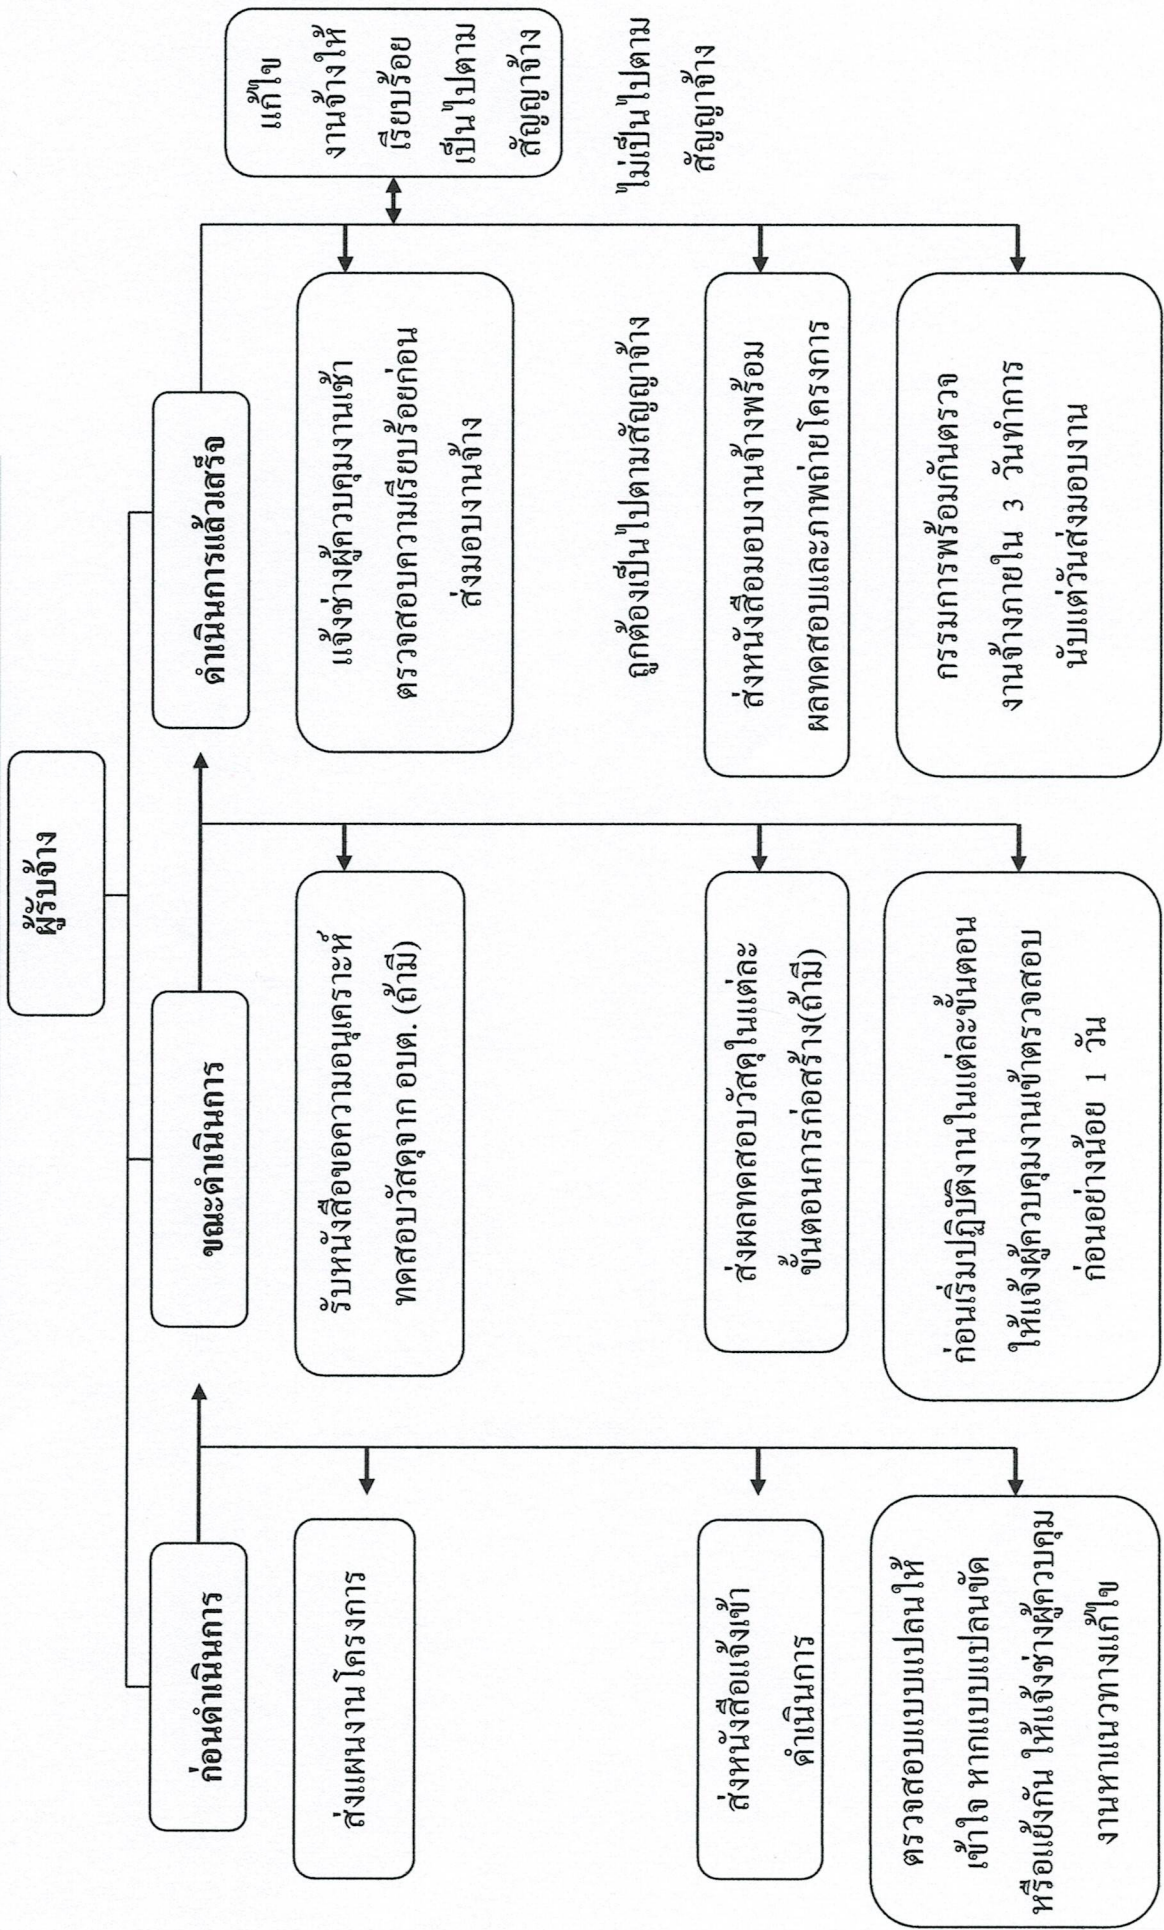 ผู้รับจ้าง
ก่อนดำเนินการ
ขณะดำเนินการ
ดำเนินการแล้วเสร็จ
ส่งแผนงานโครงการ
ส่งหนังสือแจ้งเข้า
ดำเนินการ
ตรวจสอบแบบแปลนให้
เข้าใจ หากแบบแปลนขัด
หรือแย้งกัน ให้แจ้งช่างผู้ควบคุม
งานหาแนวทางแก้ไข
รับหนังสือขอความอนุเคราะห์
ทดสอบวัสดุจาก อบต. (ถ้ามี)
ส่งผลทดสอบวัสดุในแต่ละ
ขั้นตอนการก่อสร้าง(ถ้ามี)
ก่อนเริ่มปฏิบัติงานในแต่ละขั้นตอน
ให้แจ้งผู้ควบคุมงานเข้าตรวจสอบ
ก่อนอย่างน้อย 1 วัน
แจ้งช่างผู้ควบคุมงานเช้า
ตรวจสอบความเรียบร้อยก่อน
ส่งมอบงานจ้าง
ถูกต้องเป็นไปตามสัญญาจ้าง
ส่งหนังสือมอบงานจ้างพร้อม
ผลทดสอบและภาพถ่ายโครงการ
กรรมการพร้อมกันตรวจ
งานจ้างภายใน 3 วันทำการ
นับแต่วันส่งมอบงาน
แก้ไข
งานจ้างให้
เรียบร้อย
เป็นไปตาม
สัญญาจ้าง
ไม่เป็นไปตาม
สัญญาจ้าง